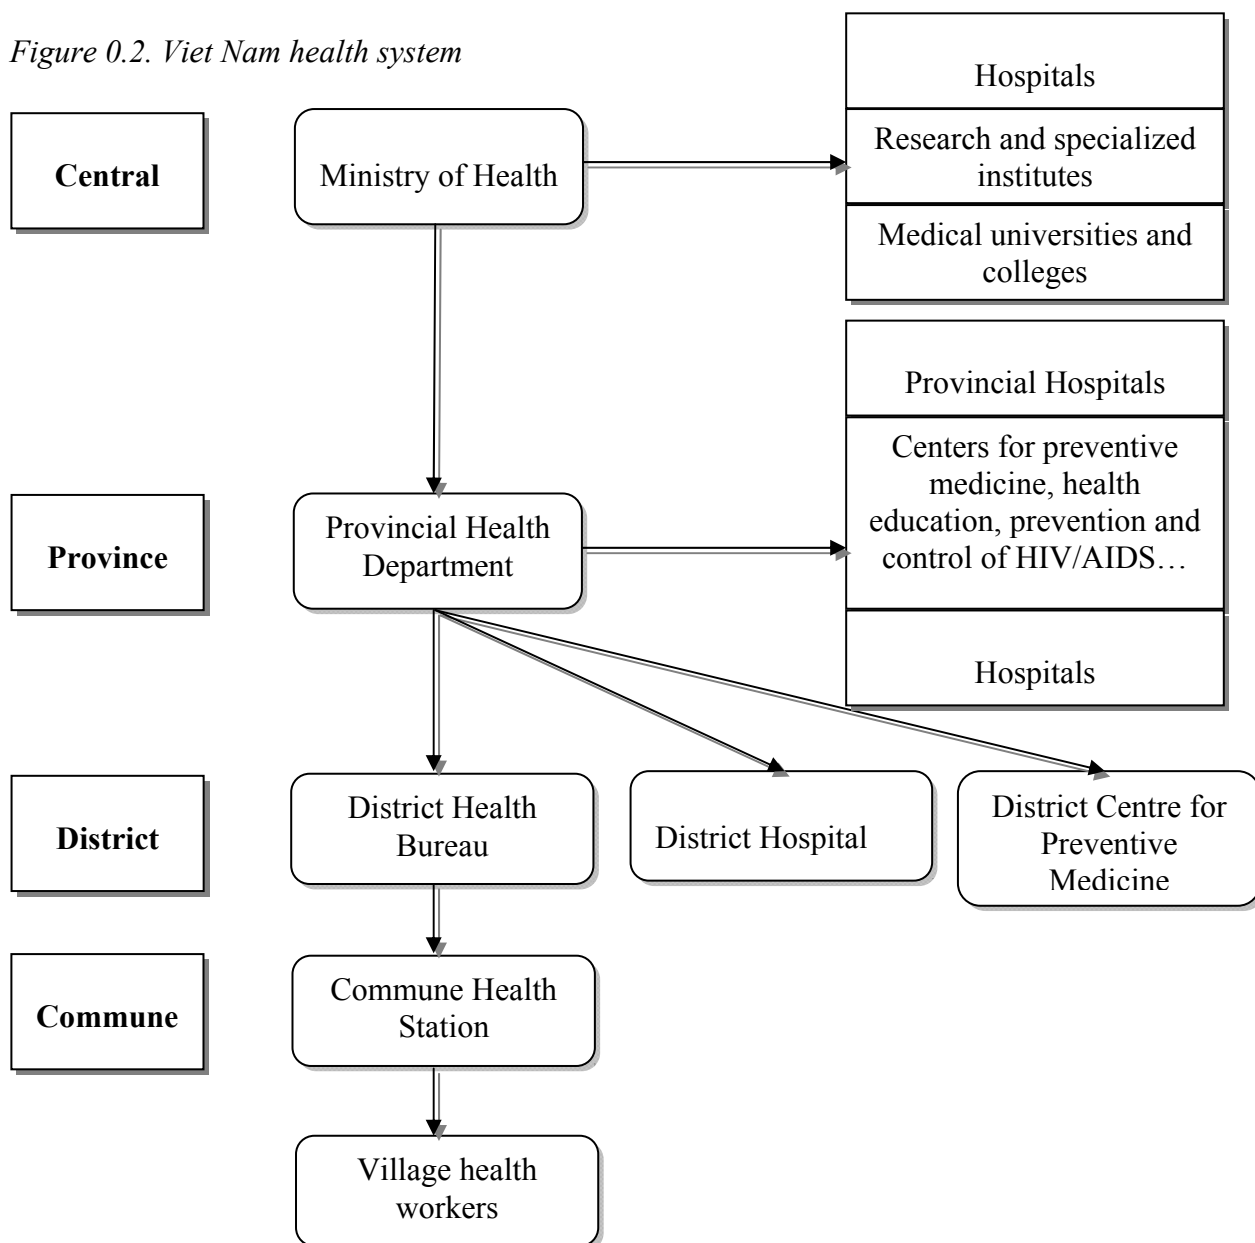 Figure 0.2. Viet Nam health system
Hospitals
Central
Ministry of Health
Research and specialized
institutes
Medical universities and
colleges
Provincial Hospitals
Centers for preventive
medicine, health
education, prevention and
control of HIV/AIDS…
Province
Provincial Health
Department
Hospitals
District
District Health
Bureau
District Hospital
District Centre for
Preventive
Medicine
Commune
Commune Health
Station
Village health
workers